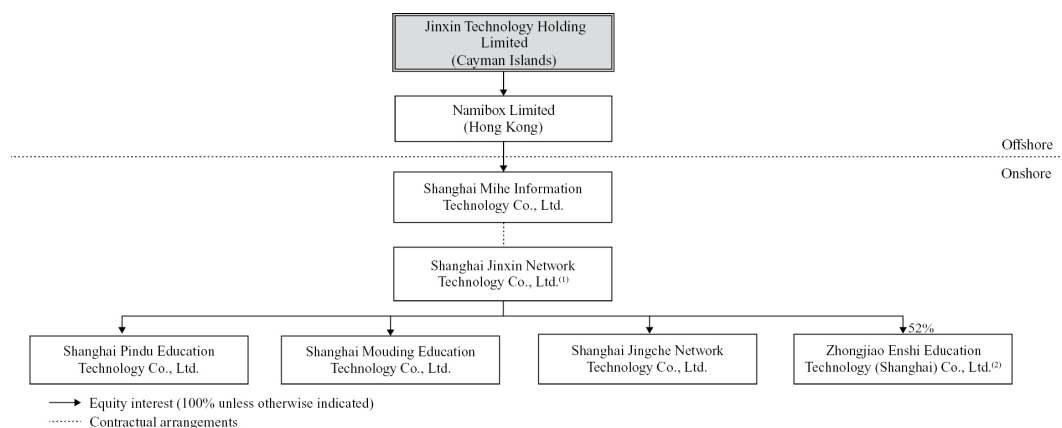 Jinxin Technology Holding
Limited
(Cayman Islands)
Namibox Limited
(Hong Kong)
Offshore
Onshore
Shanghai Mihe Information
Technology Co., Ltd.
Shanghai Jinxin Network
Technology Co., Ltd.(1)
52%
Shanghai Pindu Education
Technology Co., Ltd.
Shanghai Mouding Education
Technology Co., Ltd.
Shanghai Jingche Network
Technology Co., Ltd.
Zhongjiao Enshi Education
Technology (Shanghai) Co., Ltd.(2)
Equity interest (100% unless otherwise indicated)
Contractual arrangements